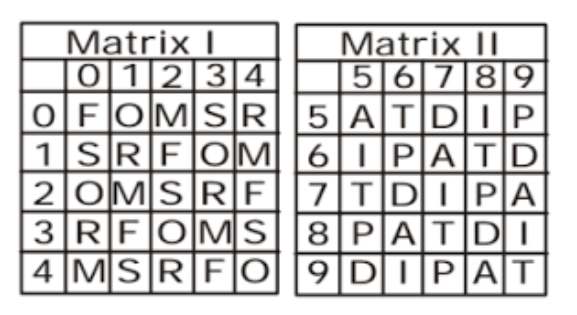 Matrix I
0 1 2 3 4
0 F O M S R
1 S R F O M
2 O M S R F
3 R F O M S
4 M S R F O
Matrix II
5 6 7 8 9
5 A T D I P
6 I P A T D
7 T D I P A
8 P A T D I
9 D I P A T